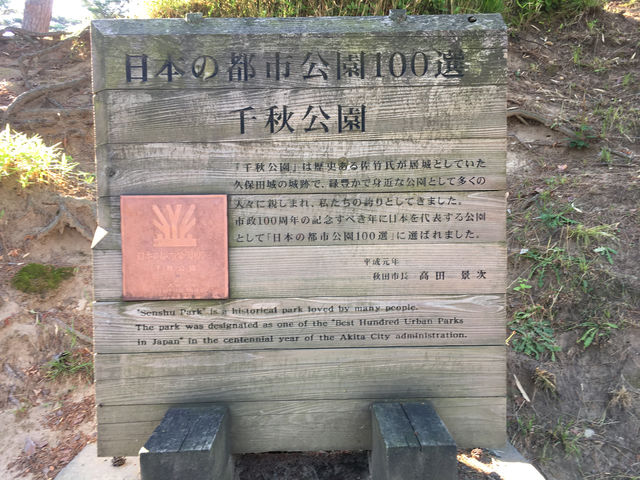 日本の都市公園100選
千秋公園
『千秋公園』は歴史ある佐竹氏が居城としていた
久保田城の城跡で、緑豊かで身近な公園として多くの
人々に親しまれ、私たちの誇りとしてきました。
市政100周年の記念すべき年に日本を代表する公園
として「日本の都市公園100選」に選ばれました。
平成元年
秋田市長 高田 景次
"Senshu Park" is a historical park loved by many people.
The park was designated as one of the "Best Hundred Urban Parks
in Japan" in the centennial year of the Akita City administration.